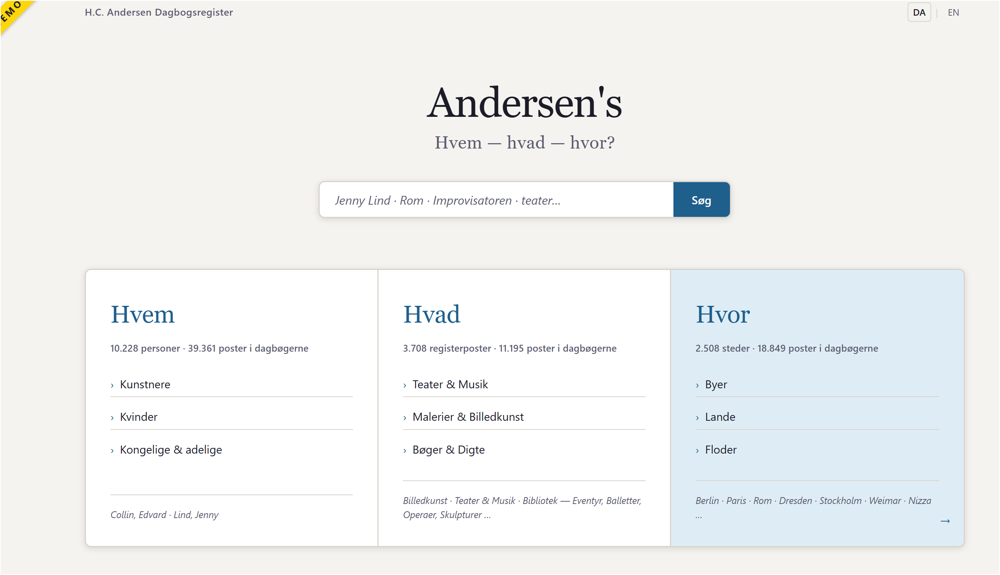 EMO
H.C. Andersen Dagbogsregister
DA | EN
Andersen's
Hvem — hvad — hvor?
Jenny Lind · Rom · Improvisatoren · teater...
Søg
Hvem
10.228 personer · 39.361 poster i dagbøgerne
› Kunstnere
› Kvinder
› Kongelige & adelige
Collin, Edvard · Lind, Jenny
Hvad
3.708 registerposter · 11.195 poster i dagbøgerne
› Teater & Musik
› Malerier & Billedkunst
› Bøger & Digte
Billedkunst · Teater & Musik · Bibliotek — Eventyr, Balletter,
Operaer, Skulpturer ...
Hvor
2.508 steder · 18.849 poster i dagbøgerne
› Byer
› Lande
› Floder
Berlin · Paris · Rom · Dresden · Stockholm · Weimar · Nizza
...
→